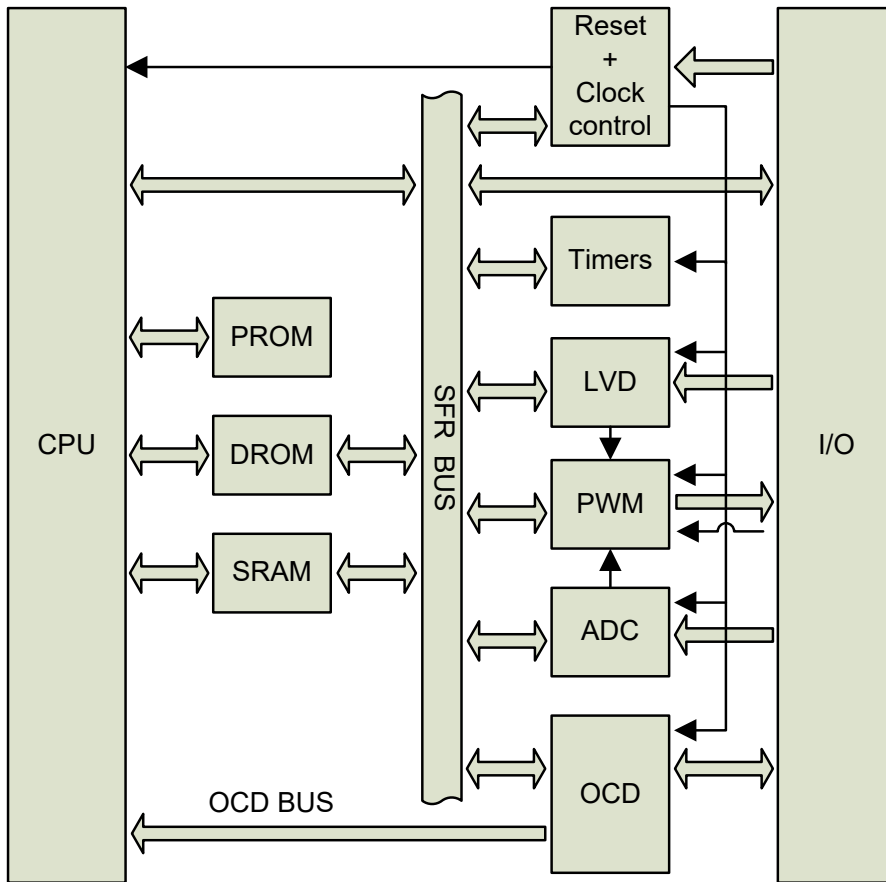 Reset
+
Clock
control
Timers
PROM
LVD
CPU
DROM
SFR BUS
I/O
PWM
SRAM
ADC
OCD BUS
OCD